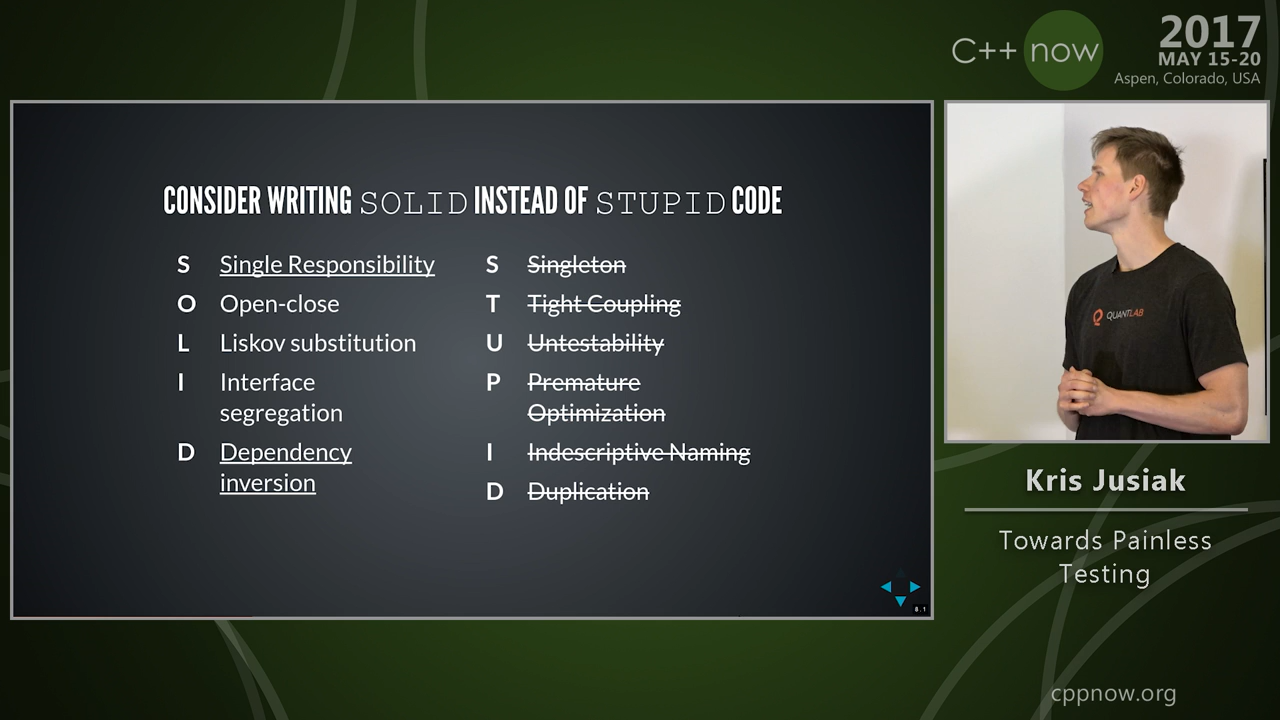 C++ now
2017
MAY 15-20
Aspen, Colorado, USA
CONSIDER WRITING SOLID INSTEAD OF STUPID CODE
S Single Responsibility
O Open-close
L Liskov substitution
I Interface
segregation
D Dependency
inversion
S Singleton
T Tight Coupling
U Untestability
P Premature
Optimization
I Indescriptive Naming
D Duplication
8.1
QUANTLAB
Kris Jusiak
Towards Painless
Testing
cppnow.org